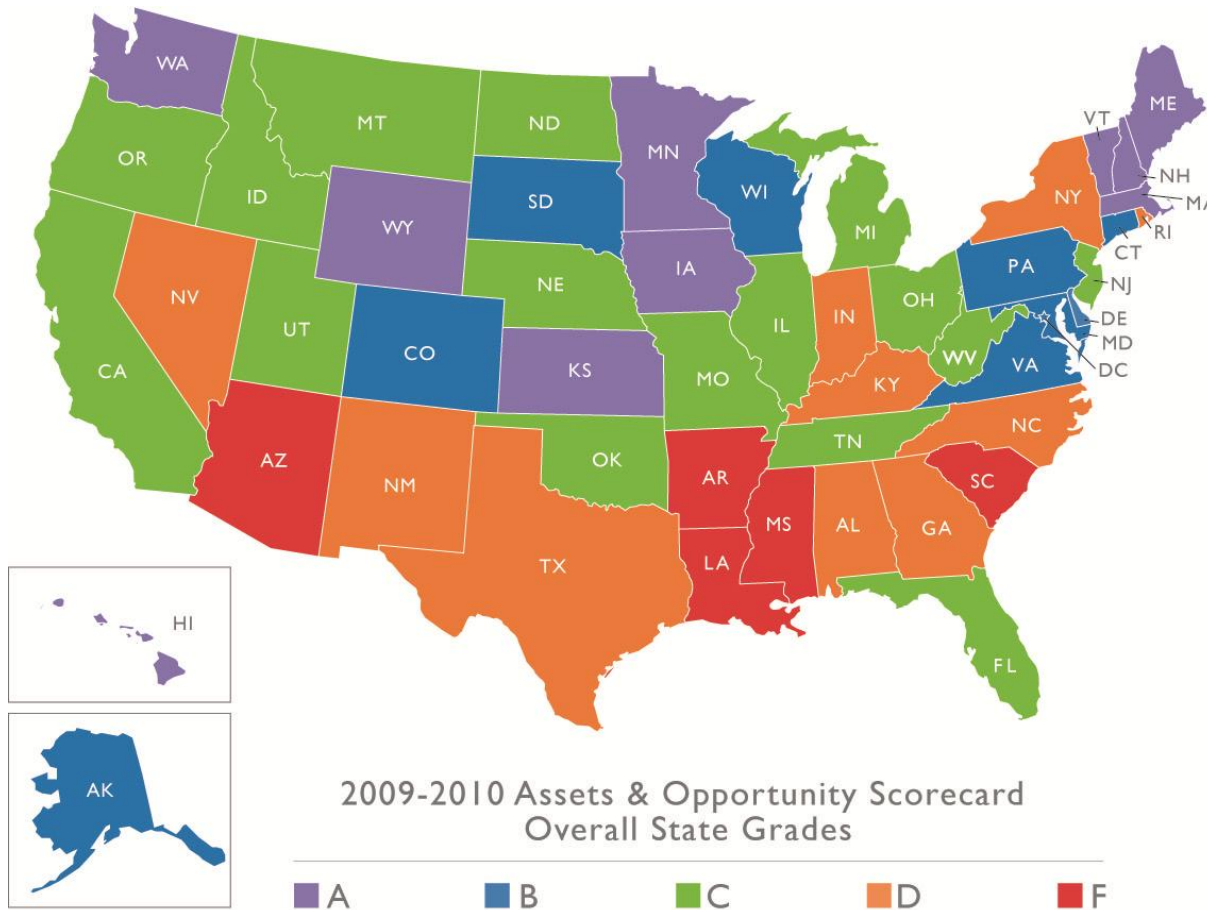 WA
ME
VT
MT
ND
MN
OR
NH
ID
WI
NY
MA
SD
WY
MI
RI
CT
PA
IA
NE
NJ
NV
OH
DE
UT
IL
IN
MD
CO
WV
CA
VA
DC
KS
MO
KY
NC
TN
OK
AZ
AR
NM
SC
MS
AL
GA
LA
TX
HI
FL
AK
2009-2010 Assets & Opportunity Scorecard
Overall State Grades
A B C D F